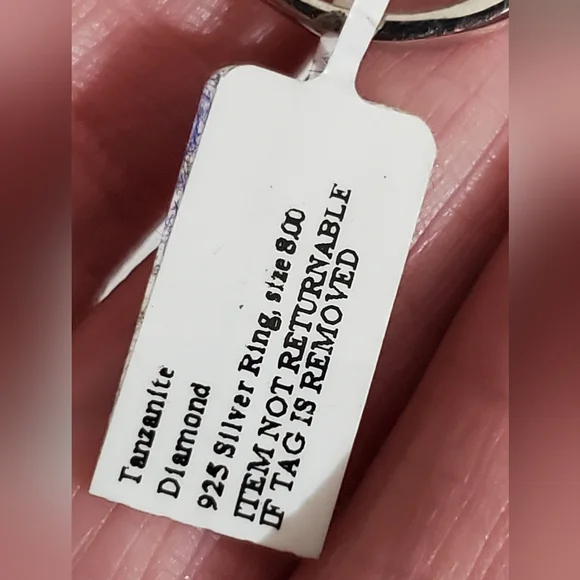 Tanzanite
Diamond
925 Silver Ring, size 8.00
ITEM NOT RETURNABLE
IF TAG IS REMOVED